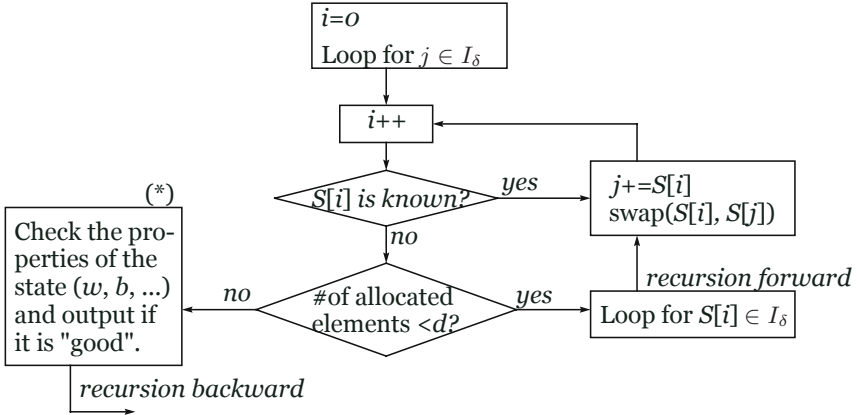 i=0
Loop for j ∈ I_δ
i++
S[i] is known?
yes
j+=S[i]
swap(S[i], S[j])
(*)
no
Check the pro-
perties of the
state (w, b, ...)
and output if
it is "good".
no
#of allocated
elements <d?
yes
recursion forward
Loop for S[i] ∈ I_δ
recursion backward